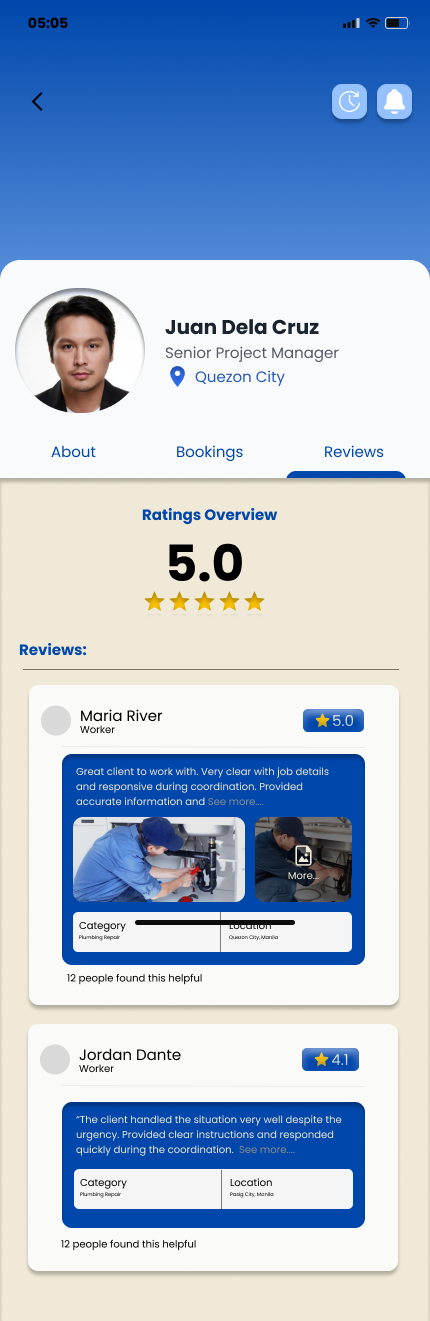 05:05
Juan Dela Cruz
Senior Project Manager
Quezon City
About Bookings Reviews
Ratings Overview
5.0
Reviews:
Maria River
Worker
5.0
Great client to work with. Very clear with job details
and responsive during coordination. Provided
accurate information and See more....
More...
Category Location
Plumbing Repair Quezon City, Manila
12 people found this helpful
Jordan Dante
Worker
4.1
“The client handled the situation very well despite the
urgency. Provided clear instructions and responded
quickly during the coordination. See more....
Category Location
Plumbing Repair Pasig City, Manila
12 people found this helpful